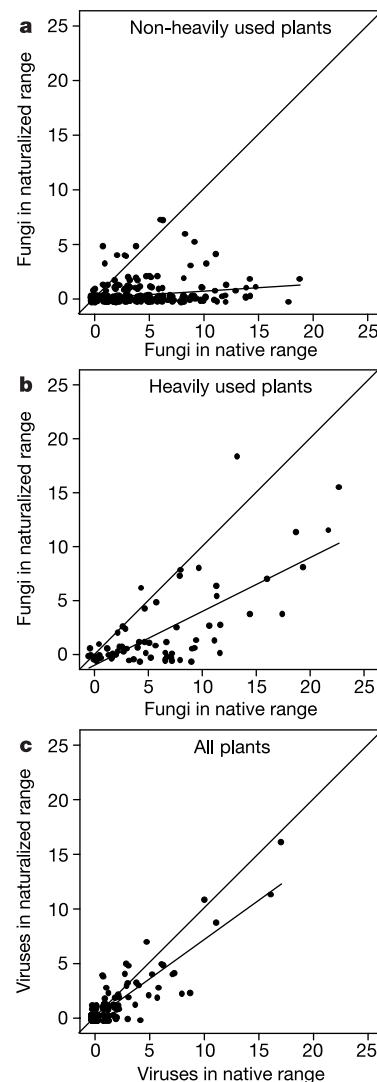 a
Non-heavily used plants
Fungi in naturalized range
25
20
15
10
5
0
0 5 10 15 20 25
Fungi in native range
b
Heavily used plants
Fungi in naturalized range
25
20
15
10
5
0
0 5 10 15 20 25
Fungi in native range
c
All plants
Viruses in naturalized range
25
20
15
10
5
0
0 5 10 15 20 25
Viruses in native range